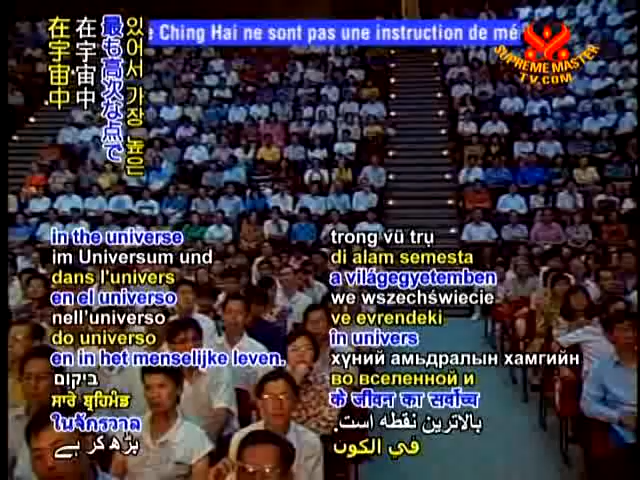 e Ching Hai ne sont pas une instruction de mé
SUPREME MASTER
TV.COM
있어서 가장 높은
最も高次な点で
在宇宙中
在宇宙中
in the universe
im Universum und
dans l'univers
en el universo
nell'universo
do universo
en in het menselijke leven.
ביקום
ਸਾਰੇ ਬ੍ਰਹਿਮੰਡ
ในจักรวาล
بڑھ کر ہے
trong vũ trụ
di alam semesta
a világegyetemben
we wszechświecie
ve evrendeki
în univers
хүний амьдралын хамгийн
во вселенной и
के जीवन का सर्वोच्च
بالاترین نقطه است.
في الكون